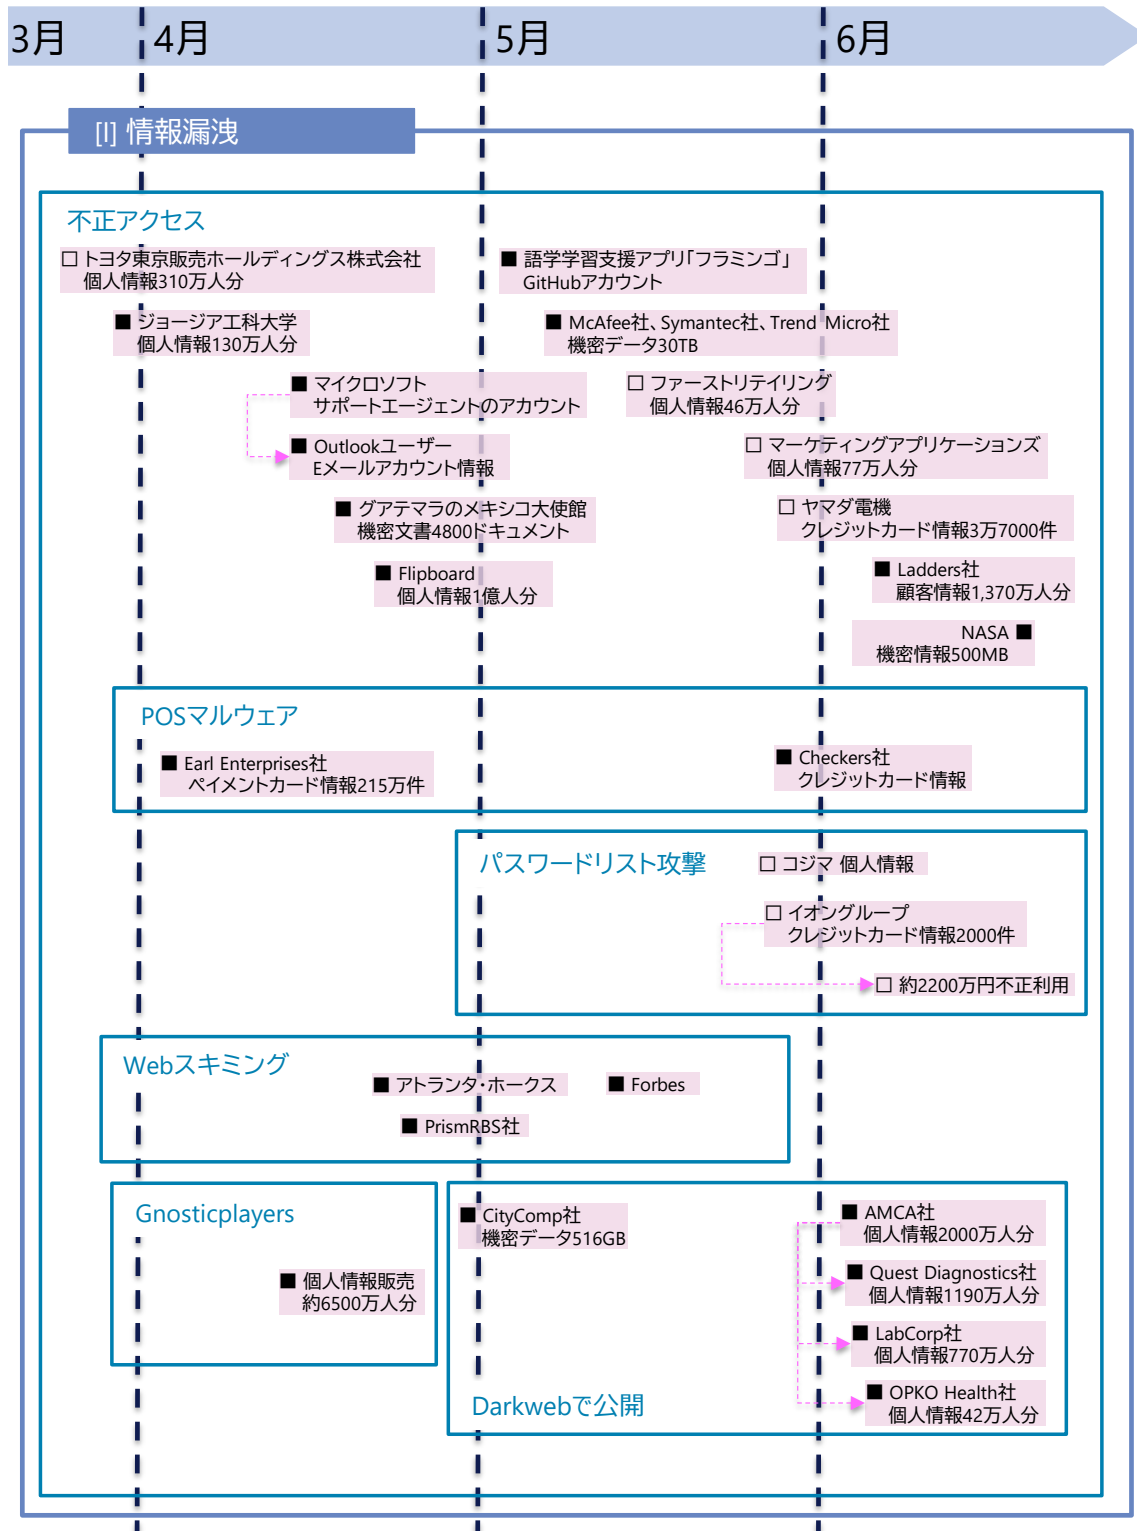 3月
4月
5月
6月
[I] 情報漏洩
不正アクセス
□ トヨタ東京販売ホールディングス株式会社
個人情報310万人分
■ 語学学習支援アプリ「フラミンゴ」
GitHubアカウント
■ ジョージア工科大学
個人情報130万人分
■ McAfee社、Symantec社、Trend Micro社
機密データ30TB
■ マイクロソフト
サポートエージェントのアカウント
□ ファーストリテイリング
個人情報46万人分
■ Outlookユーザー
Eメールアカウント情報
□ マーケティングアプリケーションズ
個人情報77万人分
■ グアテマラのメキシコ大使館
機密文書4800ドキュメント
□ ヤマダ電機
クレジットカード情報3万7000件
■ Flipboard
個人情報1億人分
■ Ladders社
顧客情報1,370万人分
NASA ■
機密情報500MB
POSマルウェア
■ Earl Enterprises社
ペイメントカード情報215万件
■ Checkers社
クレジットカード情報
パスワードリスト攻撃
□ コジマ 個人情報
□ イオングループ
クレジットカード情報2000件
□ 約2200万円不正利用
Webスキミング
■ アトランタ・ホークス
■ Forbes
■ PrismRBS社
Gnosticplayers
■ 個人情報販売
約6500万人分
■ CityComp社
機密データ516GB
■ AMCA社
個人情報2000万人分
■ Quest Diagnostics社
個人情報1190万人分
■ LabCorp社
個人情報770万人分
■ OPKO Health社
個人情報42万人分
Darkwebで公開